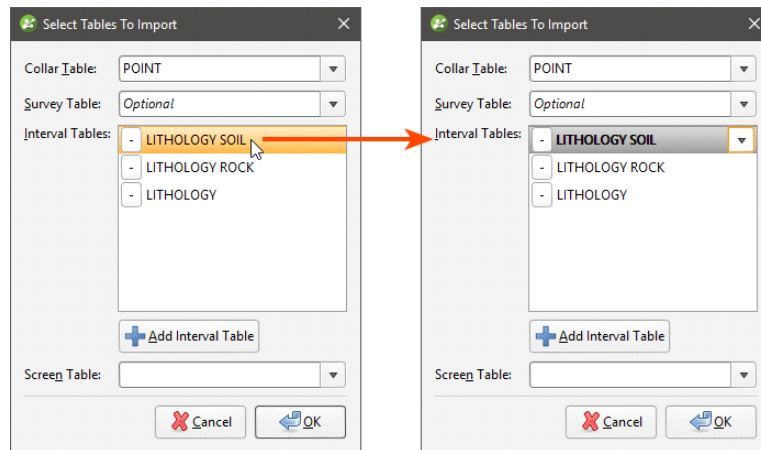 Select Tables To Import
Collar Table: POINT
Survey Table: Optional
Interval Tables: - LITHOLOGY SOIL
- LITHOLOGY ROCK
- LITHOLOGY
Add Interval Table
Screen Table:
Cancel OK
Select Tables To Import
Collar Table: POINT
Survey Table: Optional
Interval Tables: - LITHOLOGY SOIL
- LITHOLOGY ROCK
- LITHOLOGY
Add Interval Table
Screen Table:
Cancel OK